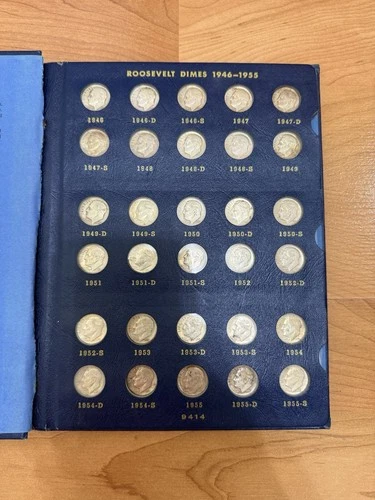 ROOSEVELT DIMES 1946-1955
1946 1946-D 1946-S 1947 1947-D
1947-S 1948 1948-D 1948-S 1949
1949-D 1949-S 1950 1950-D 1950-S
1951 1951-D 1951-S 1952 1952-D
1952-S 1953 1953-D 1953-S 1954
1954-D 1954-S 1955 1955-D 1955-S
9414